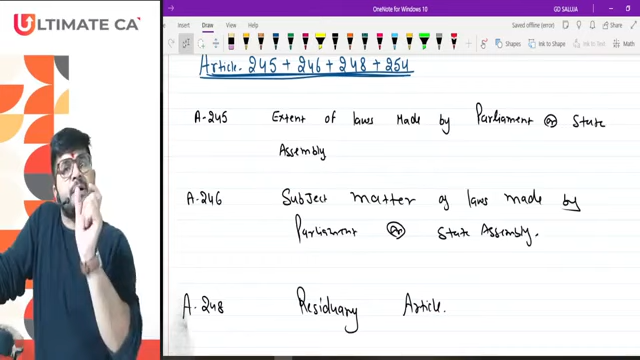 ULTIMATE CA
OneNote for Windows 10
GD SALUJA
Insert
Draw
View
Saved offline (error)
Share
Shapes
Ink to Shape
Ink to Text
Article. 245 + 246 + 248 + 254
A-245 Extent of laws Made by Parliament or State
Assembly
A-246 Subject matter of laws made by
Parliament or State Assembly.
A-248 Residuary Article.